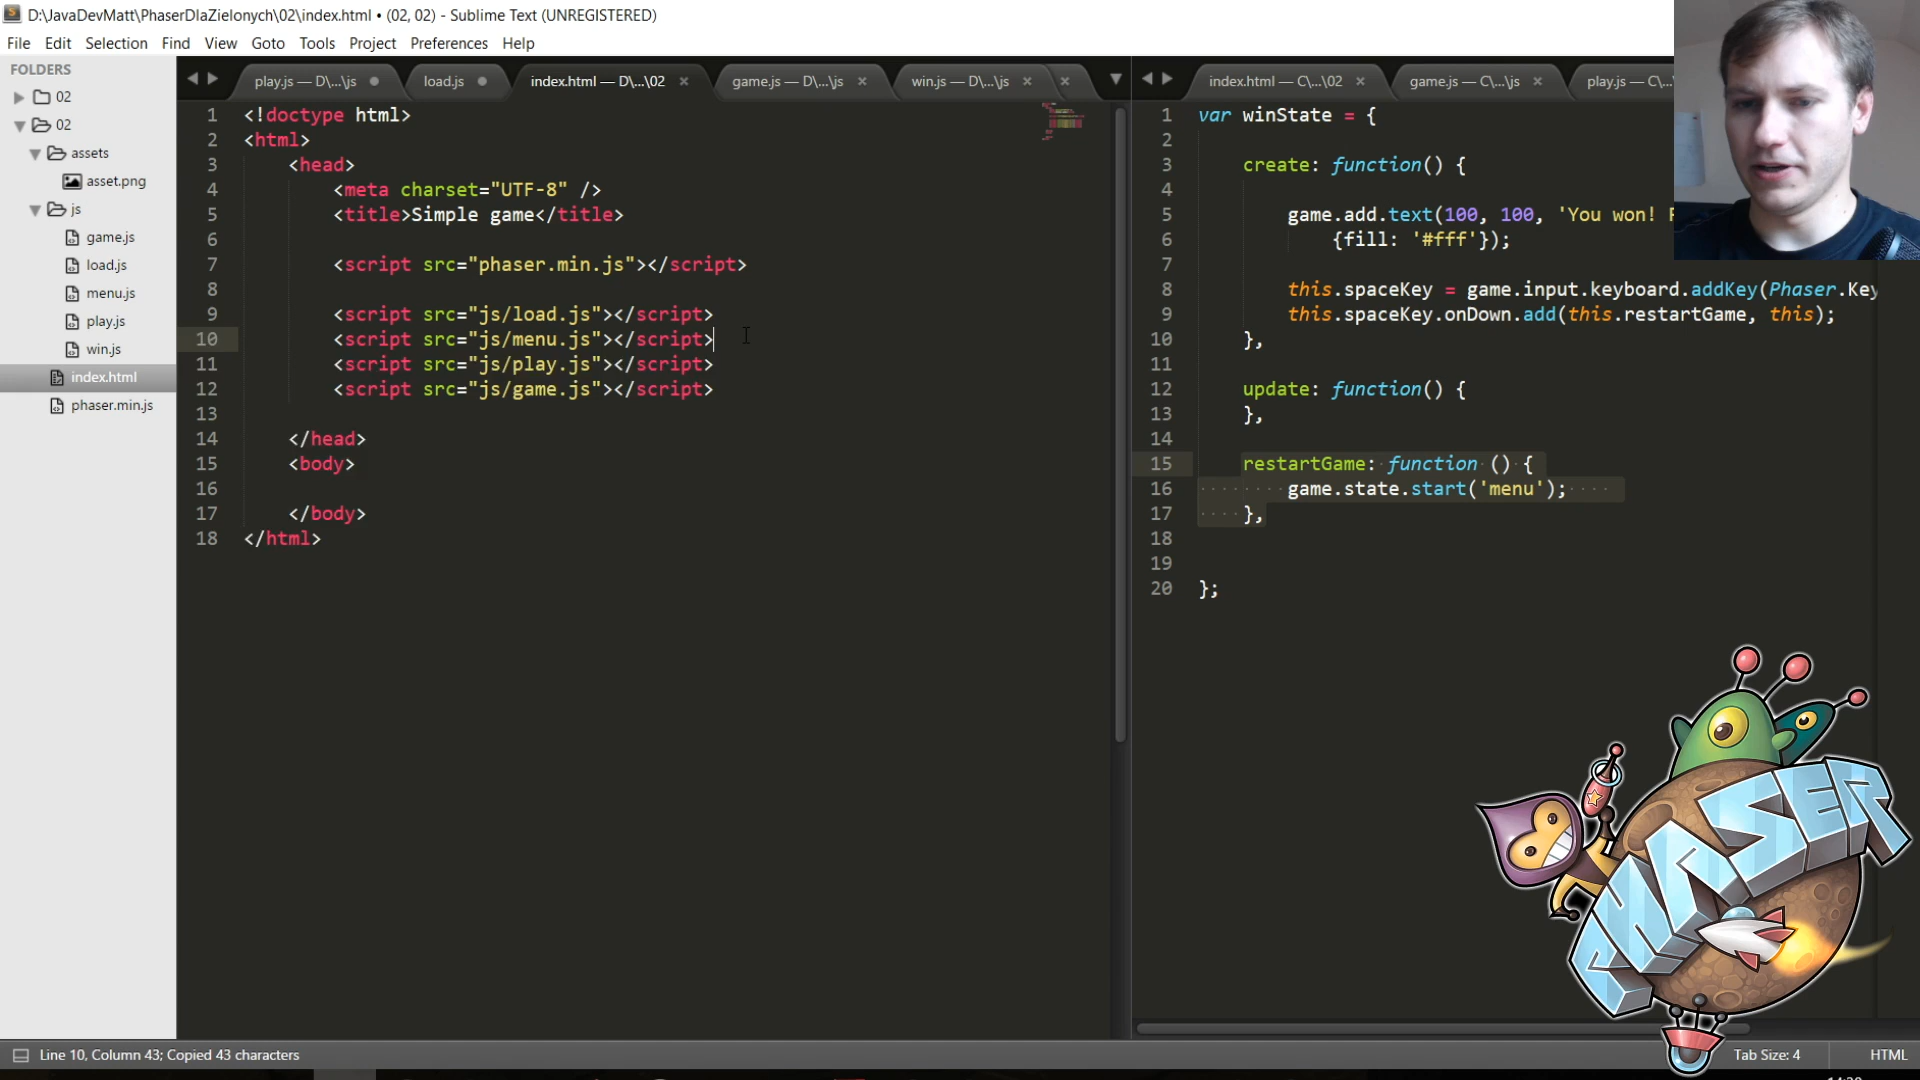 D:\JavaDevMatt\PhaserDlaZielonych\02\index.html • (02, 02) - Sublime Text (UNREGISTERED)
File Edit Selection Find View Goto Tools Project Preferences Help
FOLDERS
02
02
assets
asset.png
js
game.js
load.js
menu.js
play.js
win.js
index.html
phaser.min.js
play.js — D\...\js
load.js
index.html — D\...\02
game.js — D\...\js
win.js — D\...\js
1 <!doctype html>
2 <html>
3 <head>
4 <meta charset="UTF-8" />
5 <title>Simple game</title>
6
7 <script src="phaser.min.js"></script>
8
9 <script src="js/load.js"></script>
10 <script src="js/menu.js"></script>
11 <script src="js/play.js"></script>
12 <script src="js/game.js"></script>
13
14 </head>
15 <body>
16
17 </body>
18 </html>
index.html — C\...\02
game.js — C\...\js
play.js — C\...
1 var winState = {
2
3 create: function() {
4
5 game.add.text(100, 100, 'You won!
6 {fill: '#fff'});
7
8 this.spaceKey = game.input.keyboard.addKey(Phaser.Key
9 this.spaceKey.onDown.add(this.restartGame, this);
10 },
11
12 update: function() {
13 },
14
15 restartGame: function () {
16 game.state.start('menu');
17 },
18
19
20 };
PHASER
Line 10, Column 43; Copied 43 characters
Tab Size: 4
HTML